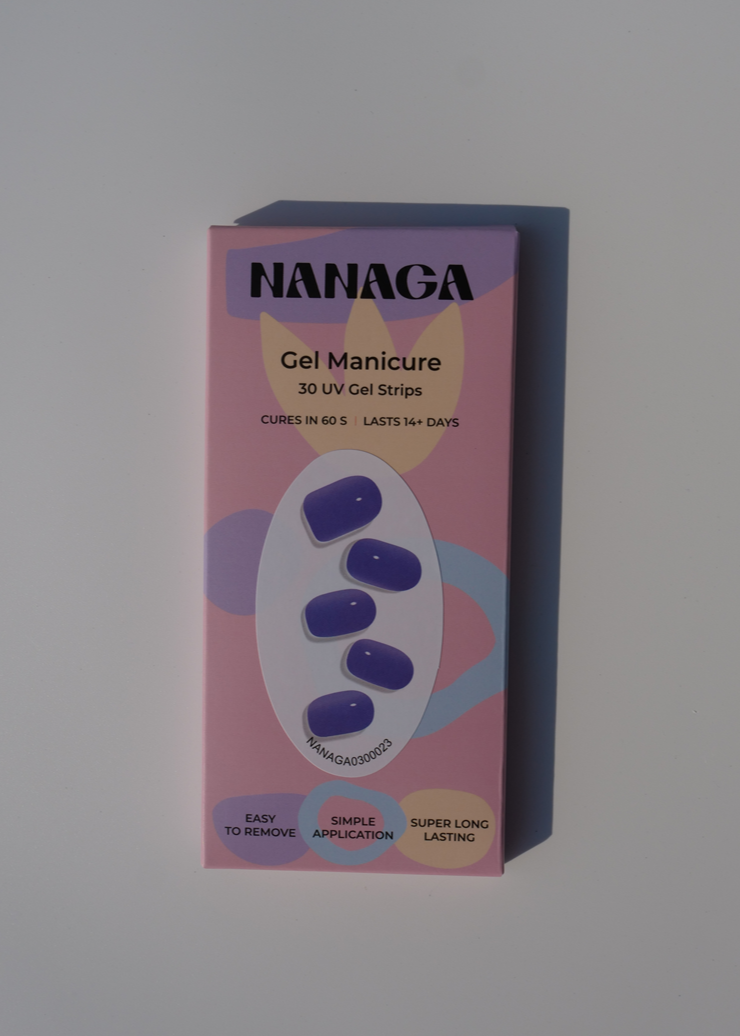 NANAGA
Gel Manicure
30 UV Gel Strips
CURES IN 60 S | LASTS 14+ DAYS
NANAGA0300023
EASY
TO REMOVE
SIMPLE
APPLICATION
SUPER LONG
LASTING